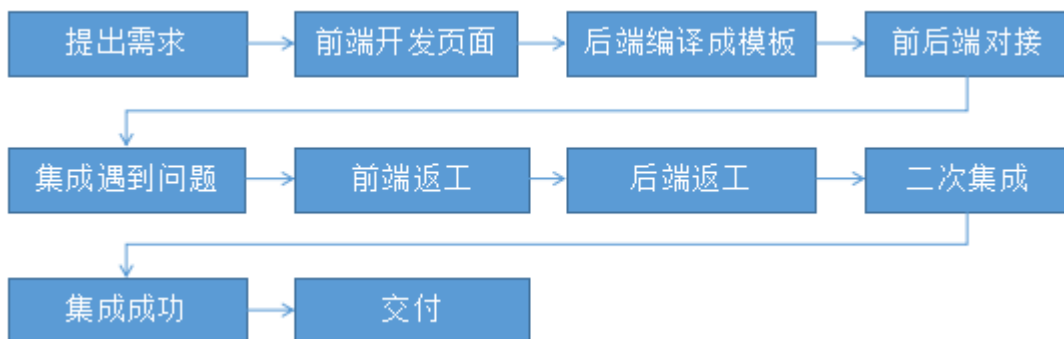 提出需求
前端开发页面
后端编译成模板
前后端对接
集成遇到问题
前端返工
后端返工
二次集成
集成成功
交付